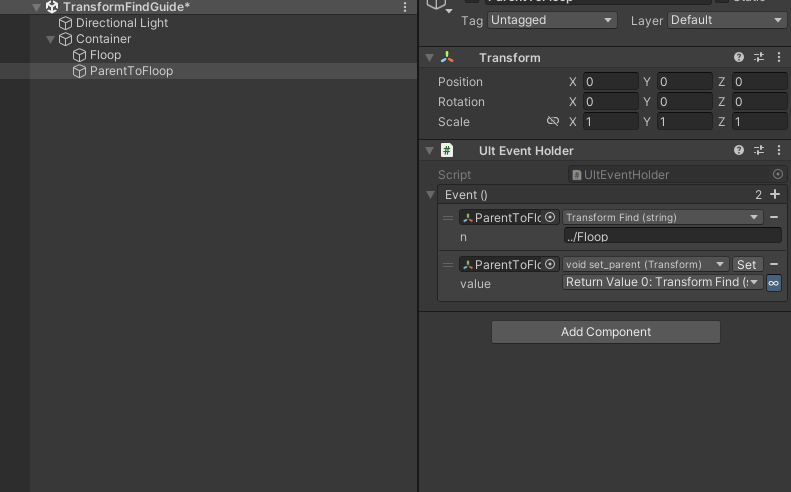 TransformFindGuide*
Directional Light
Container
Floop
ParentToFloop
Tag Untagged Layer Default
Transform
Position X 0 Y 0 Z 0
Rotation X 0 Y 0 Z 0
Scale X 1 Y 1 Z 1
Ult Event Holder
Script UltEventHolder
Event () 2
ParentToFlo Transform Find (string)
n ../Floop
ParentToFlo void set_parent (Transform) Set
value Return Value 0: Transform Find (
Add Component